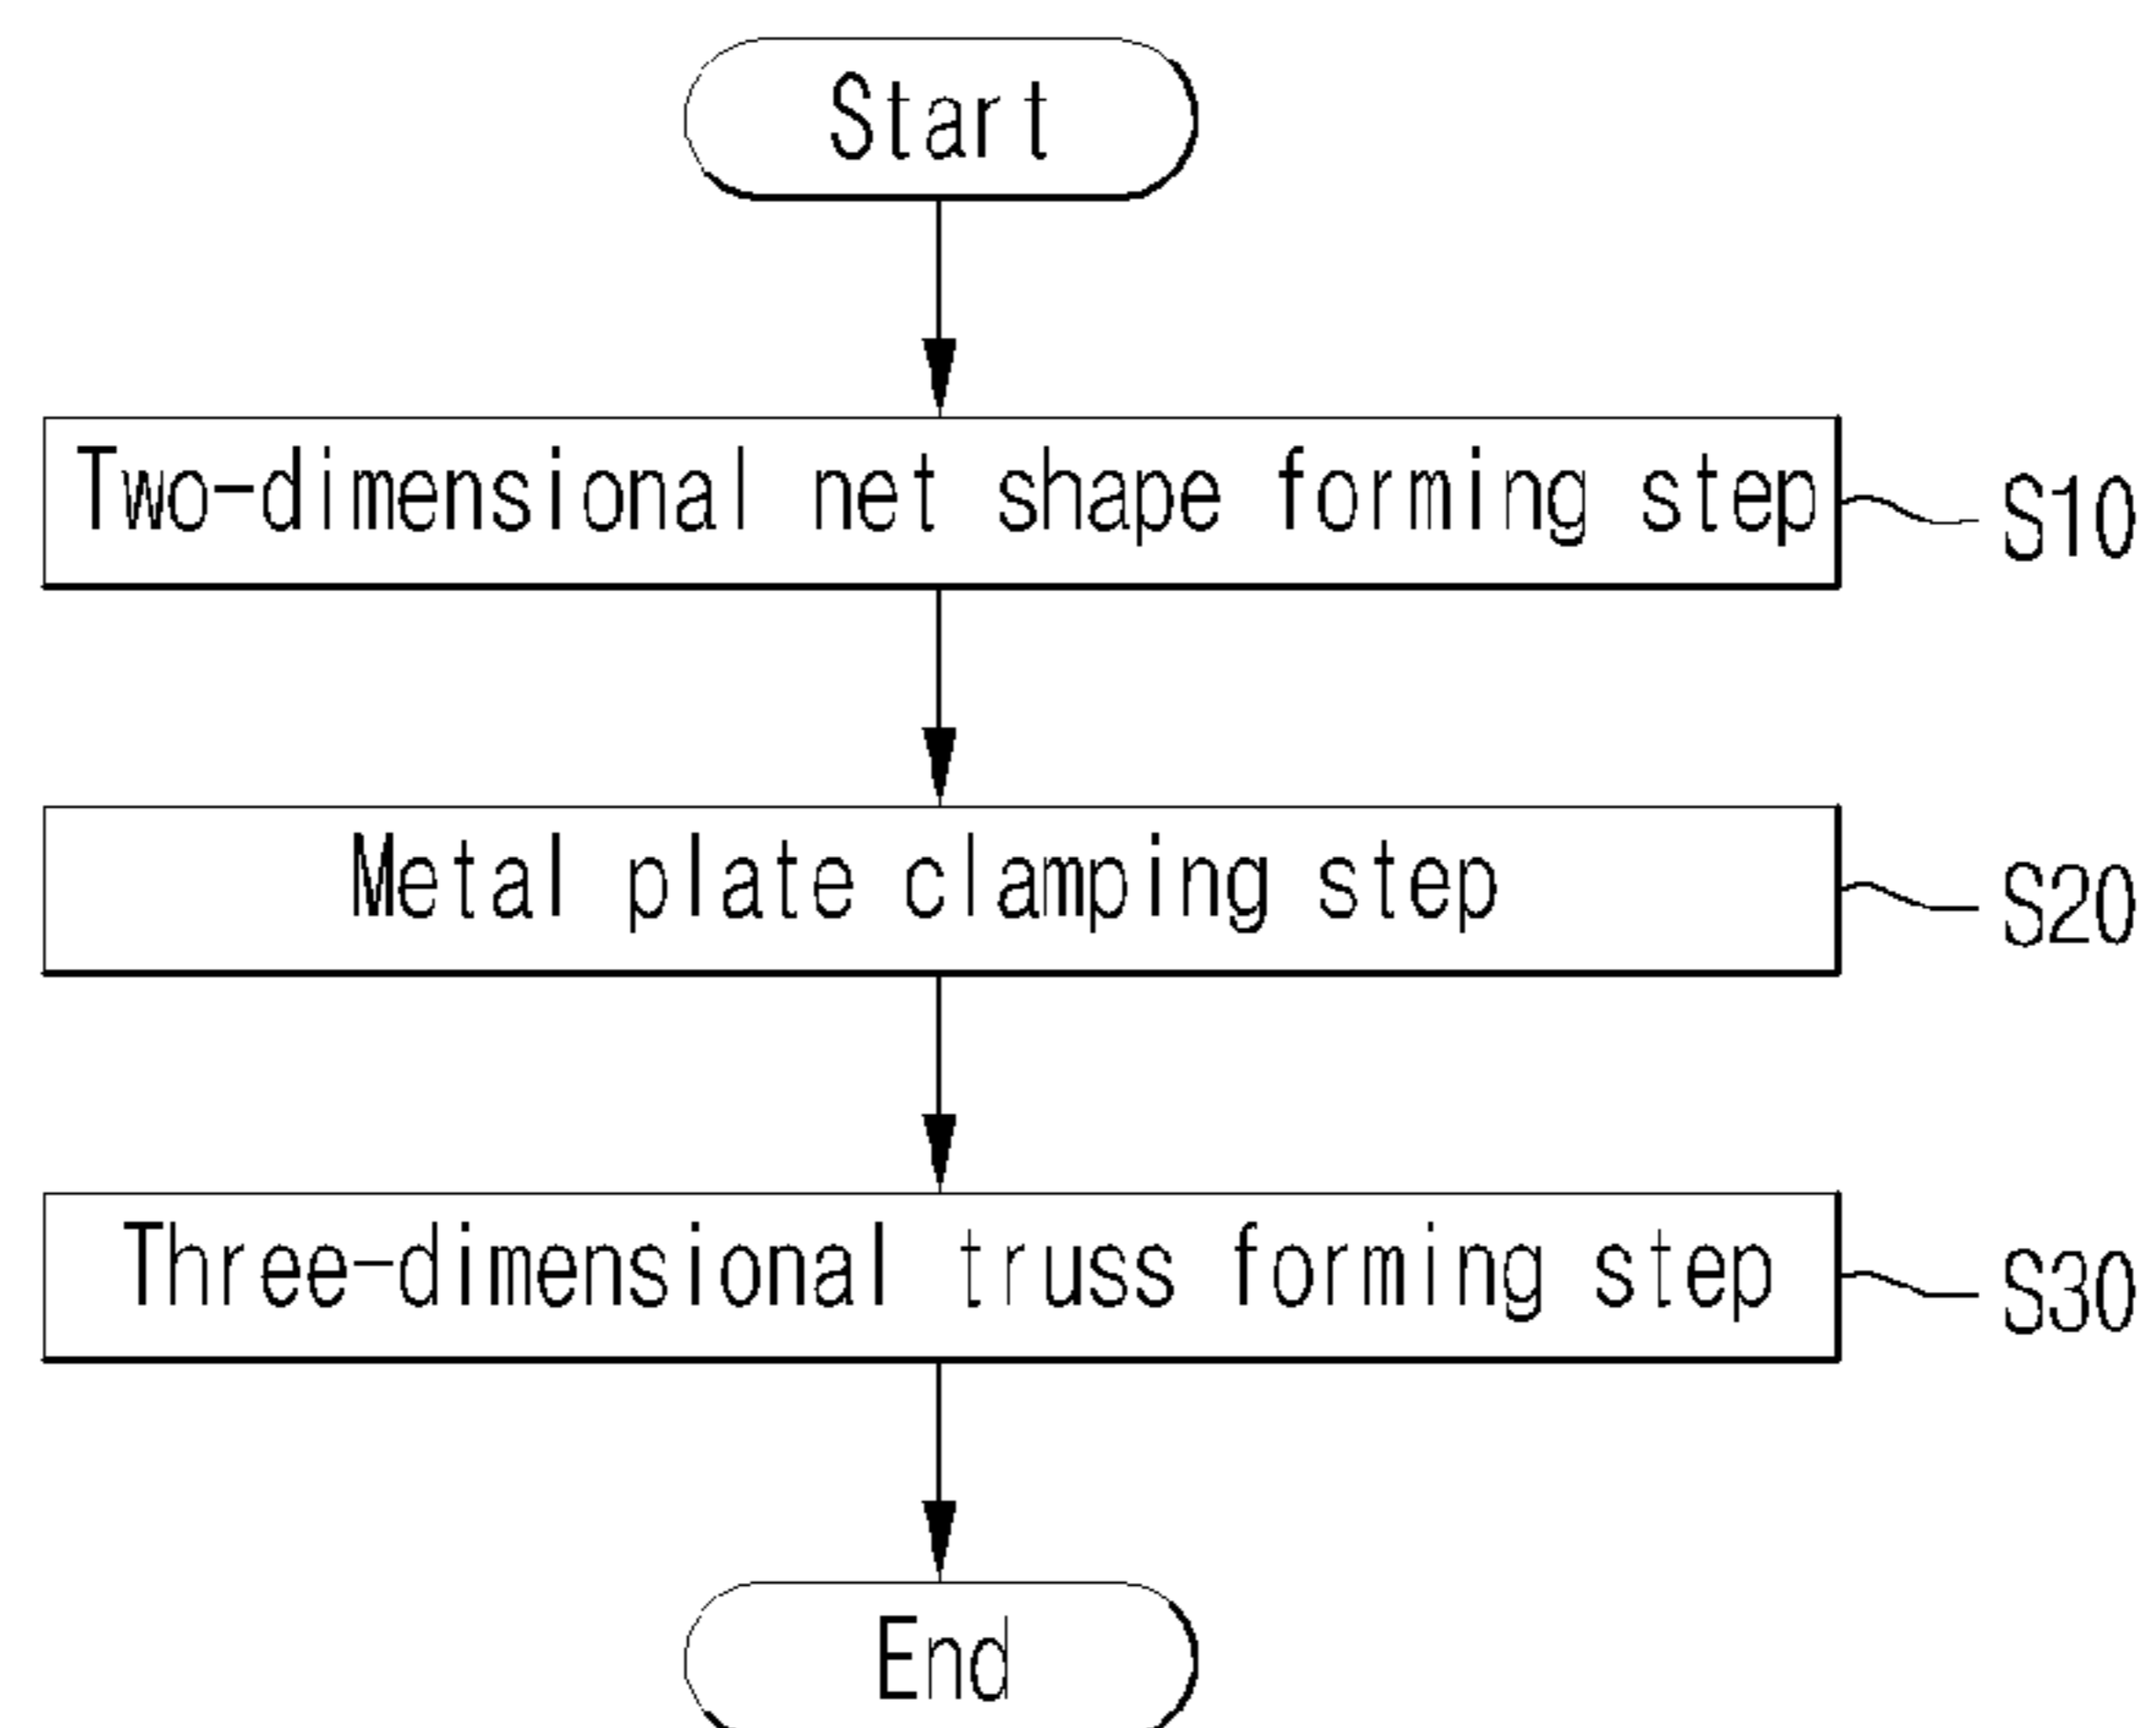 Start
Two-dimensional net shape forming step
S10
Metal plate clamping step
S20
Three-dimensional truss forming step
S30
End